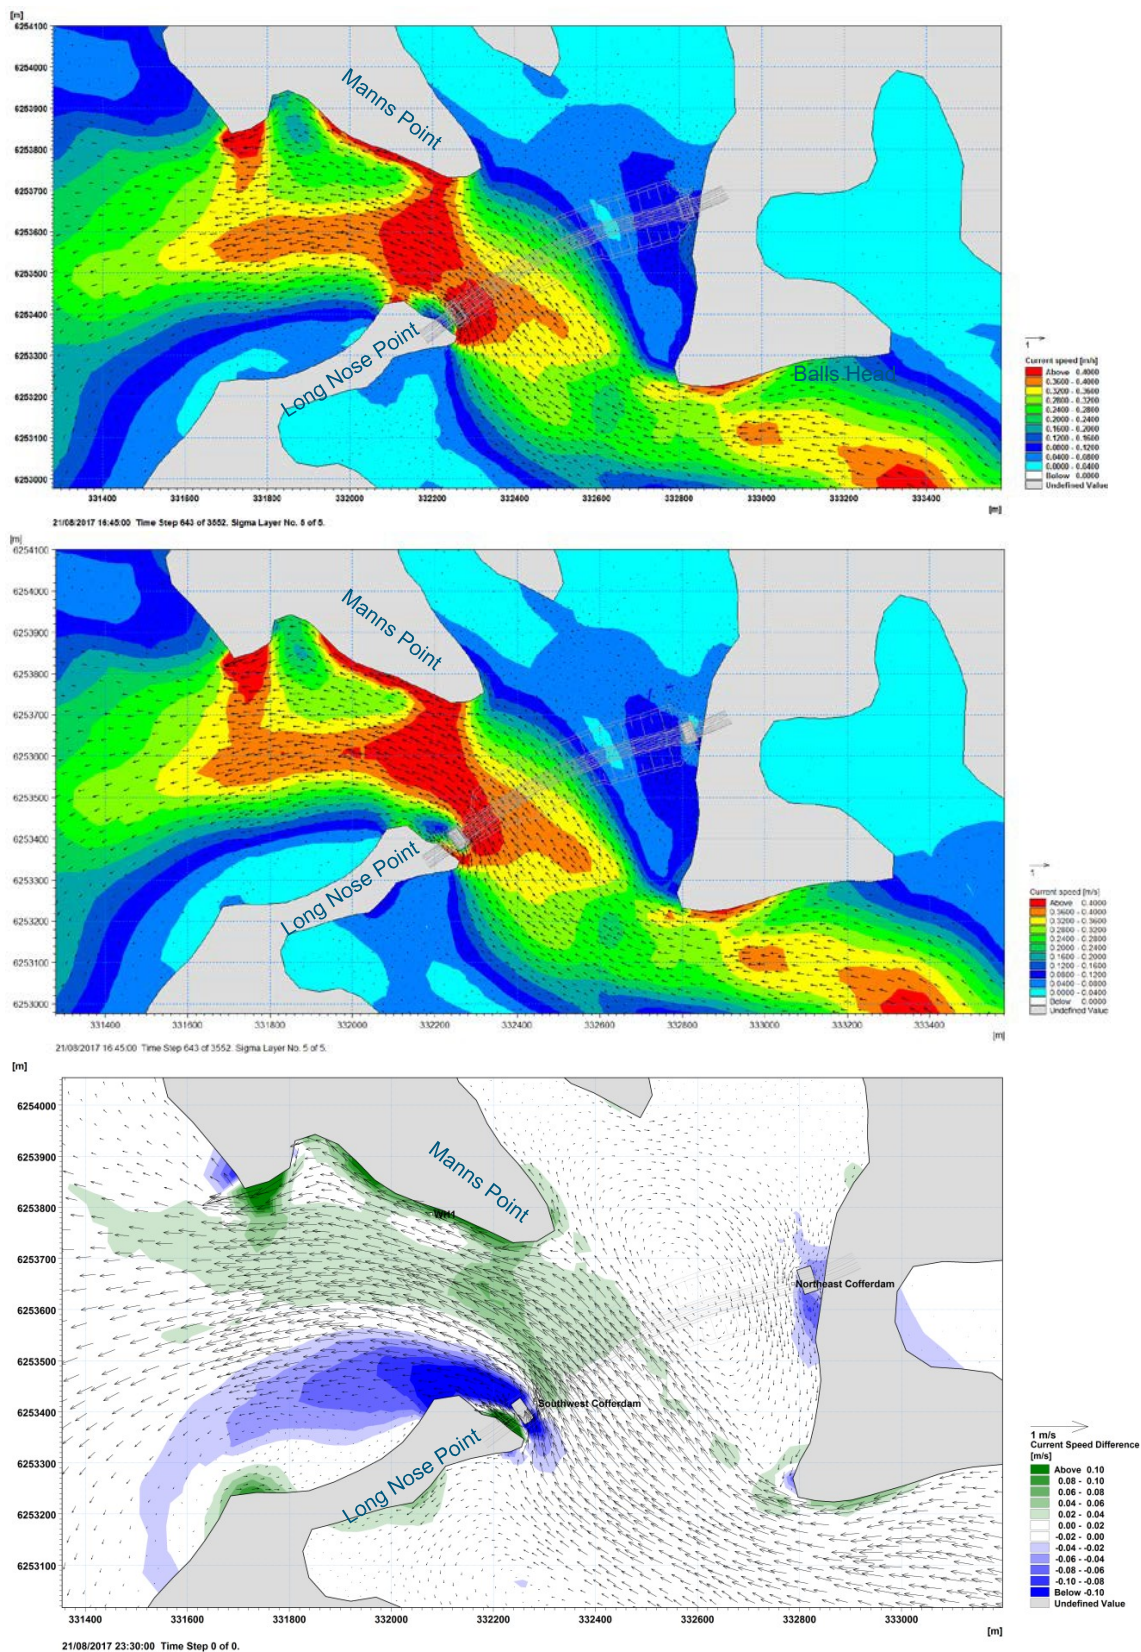 [m]
6254100
6254000
6253900
6253800
6253700
6253600
6253500
6253400
6253300
6253200
6253100
6253000
Manns Point
Long Nose Point
Balls Head
331400 331600 331800 332000 332200 332400 332600 332800 333000 333200 333400
[m]
1
Current speed [m/s]
Above 0.4000
0.3600 - 0.4000
0.3200 - 0.3600
0.2800 - 0.3200
0.2400 - 0.2800
0.2000 - 0.2400
0.1600 - 0.2000
0.1200 - 0.1600
0.0800 - 0.1200
0.0400 - 0.0800
0.0000 - 0.0400
Below 0.0000
Undefined Value
21/08/2017 16:45:00 Time Step 643 of 3552. Sigma Layer No. 5 of 5.
[m]
6254100
6254000
6253900
6253800
6253700
6253600
6253500
6253400
6253300
6253200
6253100
6253000
Manns Point
Long Nose Point
331400 331600 331800 332000 332200 332400 332600 332800 333000 333200 333400
[m]
1
Current speed [m/s]
Above 0.4000
0.3600 - 0.4000
0.3200 - 0.3600
0.2800 - 0.3200
0.2400 - 0.2800
0.2000 - 0.2400
0.1600 - 0.2000
0.1200 - 0.1600
0.0800 - 0.1200
0.0400 - 0.0800
0.0000 - 0.0400
Below 0.0000
Undefined Value
21/08/2017 16:45:00 Time Step 643 of 3552. Sigma Layer No. 5 of 5.
[m]
6254000
6253900
6253800
6253700
6253600
6253500
6253400
6253300
6253200
6253100
Manns Point
WH1
Northeast Cofferdam
Southwest Cofferdam
Long Nose Point
331400 331600 331800 332000 332200 332400 332600 332800 333000
[m]
1 m/s
Current Speed Difference
[m/s]
Above 0.10
0.08 - 0.10
0.06 - 0.08
0.04 - 0.06
0.02 - 0.04
0.00 - 0.02
-0.02 - 0.00
-0.04 - -0.02
-0.06 - -0.04
-0.08 - -0.06
-0.10 - -0.08
Below -0.10
Undefined Value
21/08/2017 23:30:00 Time Step 0 of 0.